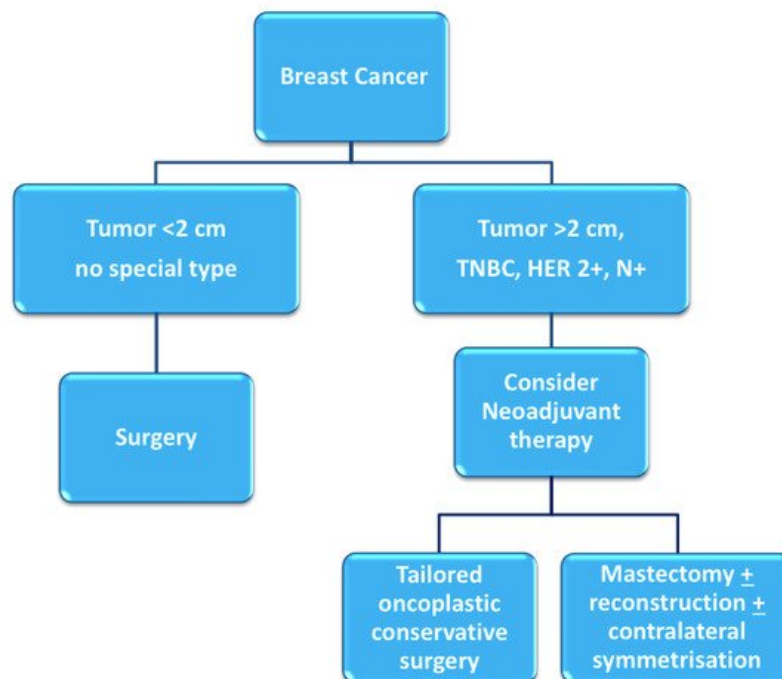 Breast Cancer
Tumor <2 cm
no special type
Tumor >2 cm,
TNBC, HER 2+, N+
Surgery
Consider
Neoadjuvant
therapy
Tailored
oncoplastic
conservative
surgery
Mastectomy ±
reconstruction ±
contralateral
symmetrisation